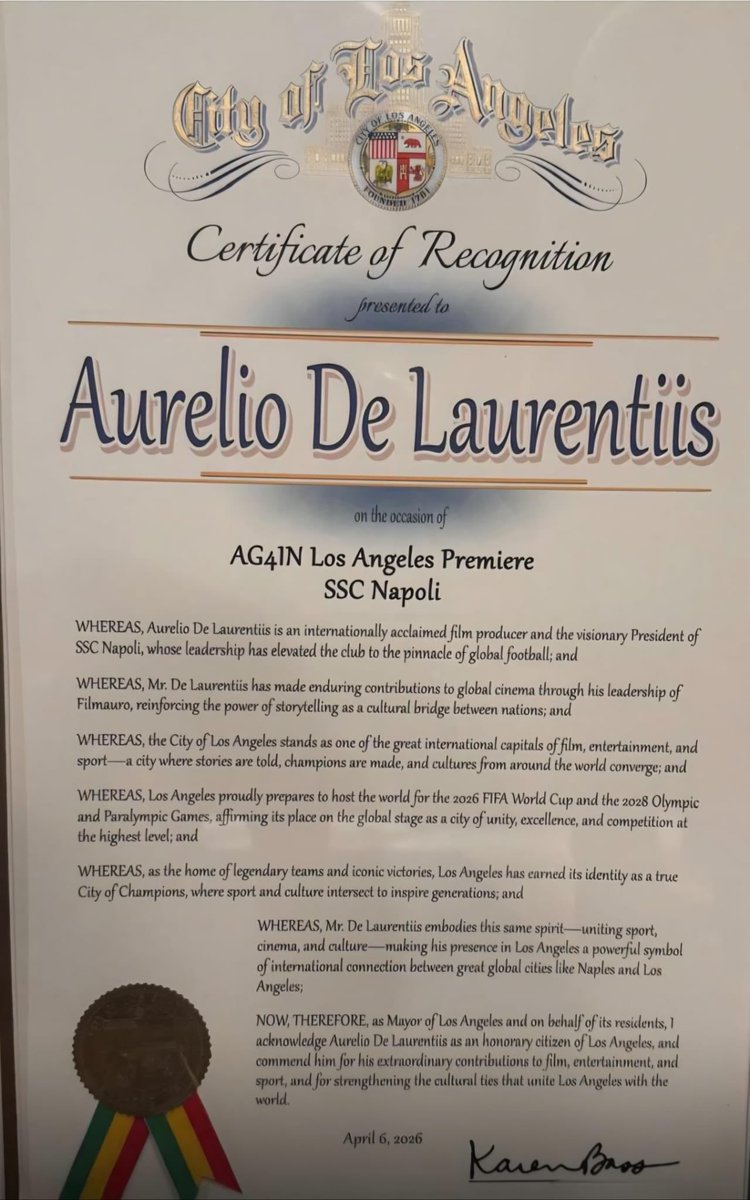 City of Los Angeles
CITY OF LOS ANGELES
FOUNDED 1781
Certificate of Recognition
presented to
Aurelio De Laurentiis
on the occasion of
AG4IN Los Angeles Premiere
SSC Napoli
WHEREAS, Aurelio De Laurentiis is an internationally acclaimed film producer and the visionary President of
SSC Napoli, whose leadership has elevated the club to the pinnacle of global football; and
WHEREAS, Mr. De Laurentiis has made enduring contributions to global cinema through his leadership of
Filmauro, reinforcing the power of storytelling as a cultural bridge between nations; and
WHEREAS, the City of Los Angeles stands as one of the great international capitals of film, entertainment, and
sport—a city where stories are told, champions are made, and cultures from around the world converge; and
WHEREAS, Los Angeles proudly prepares to host the world for the 2026 FIFA World Cup and the 2028 Olympic
and Paralympic Games, affirming its place on the global stage as a city of unity, excellence, and competition at
the highest level; and
WHEREAS, as the home of legendary teams and iconic victories, Los Angeles has earned its identity as a true
City of Champions, where sport and culture intersect to inspire generations; and
WHEREAS, Mr. De Laurentiis embodies this same spirit—uniting sport,
cinema, and culture—making his presence in Los Angeles a powerful symbol
of international connection between great global cities like Naples and Los
Angeles;
NOW, THEREFORE, as Mayor of Los Angeles and on behalf of its residents, I
acknowledge Aurelio De Laurentiis as an honorary citizen of Los Angeles, and
commend him for his extraordinary contributions to film, entertainment, and
sport, and for strengthening the cultural ties that unite Los Angeles with the
world.
April 6, 2026
Karen Bass